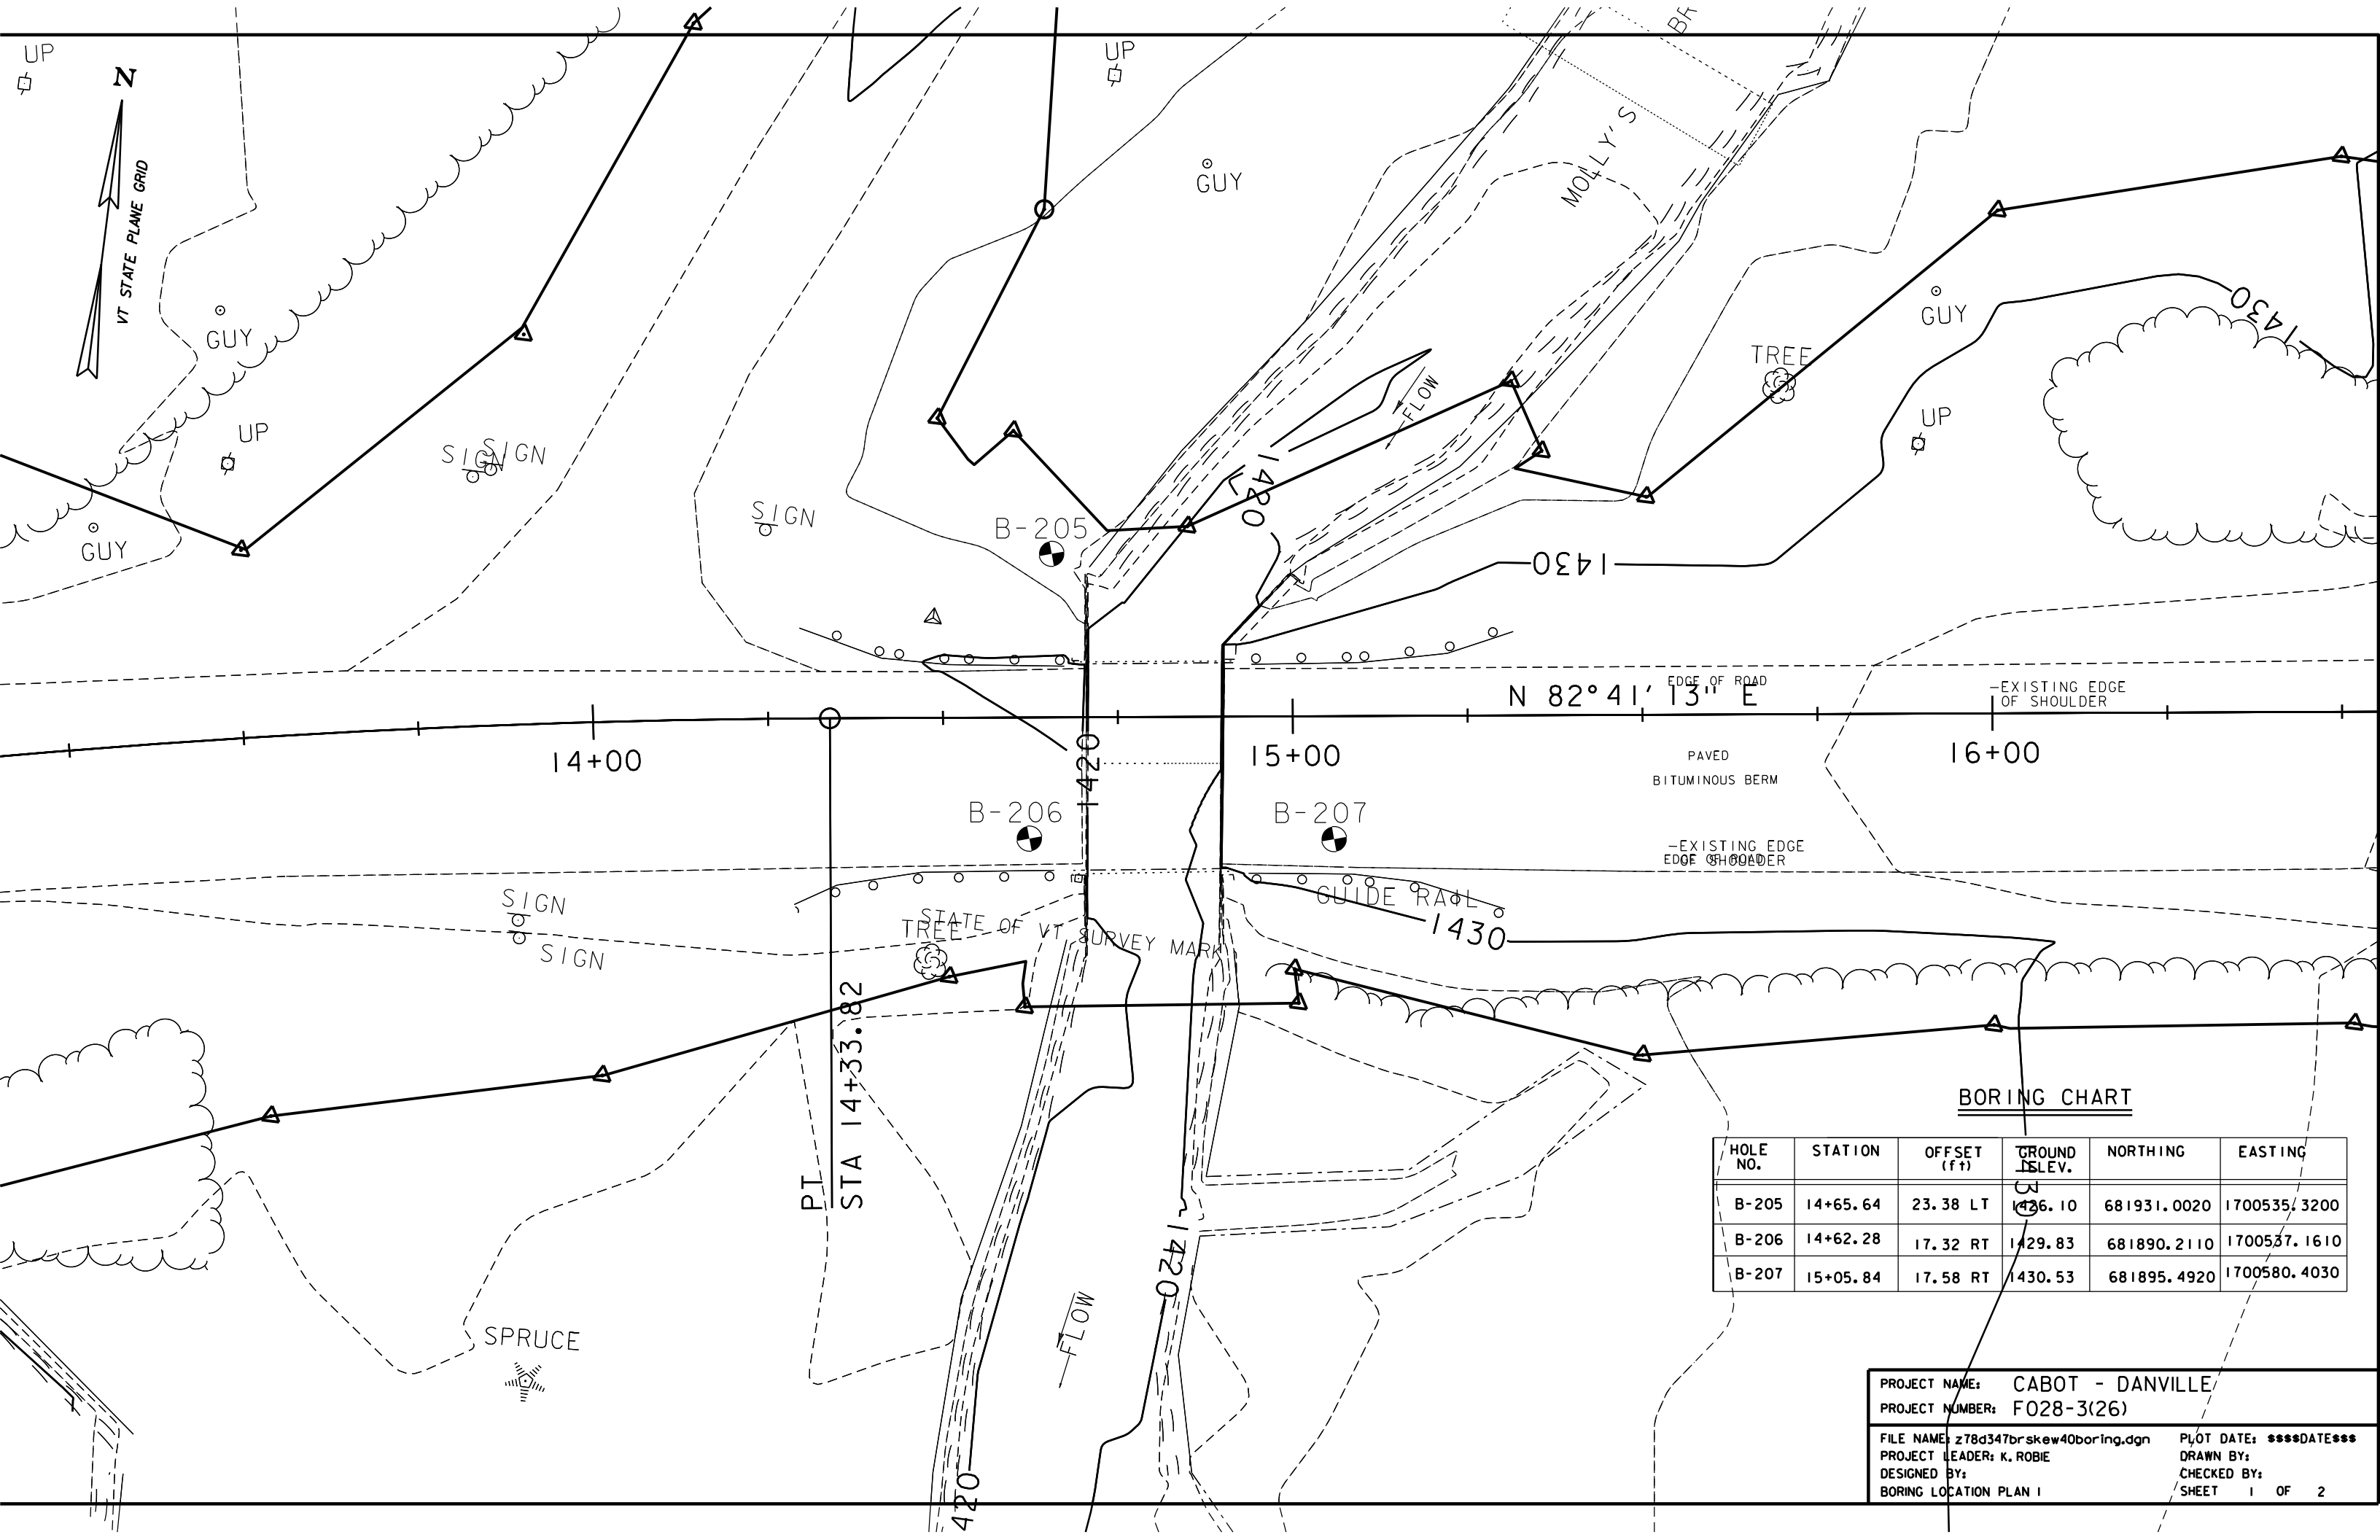 UP
N
VT STATE PLANE GRID
GUY
UP
GUY
SIGN
SIGN
SIGN
UP
GUY
BR
MOLLY'S
FLOW
TREE
GUY
UP
1430
1420
B-205
1430
N 82°41' 13" E
EDGE OF ROAD
EXISTING EDGE
OF SHOULDER
14+00
15+00
16+00
1420
PAVED
BITUMINOUS BERM
B-206
B-207
EXISTING EDGE
OF SHOULDER
EDGE OF ROAD
GUIDE RAIL
1430
SIGN
SIGN
TREE
STATE OF VT SURVEY MARK
PI
STA 14+33.82
1420
FLOW
SPRUCE
420
1430
BORING CHART
HOLE NO. STATION OFFSET (ft) GROUND ELEV. NORTHING EASTING
B-205 14+65.64 23.38 LT 1426.10 681931.0020 1700535.3200
B-206 14+62.28 17.32 RT 1429.83 681890.2110 1700537.1610
B-207 15+05.84 17.58 RT 1430.53 681895.4920 1700580.4030
PROJECT NAME: CABOT - DANVILLE
PROJECT NUMBER: F028-3(26)
FILE NAME: z78d347brskew40boring.dgn PLOT DATE: $$$$DATE$$$
PROJECT LEADER: K. ROBIE DRAWN BY:
DESIGNED BY: CHECKED BY:
BORING LOCATION PLAN 1 SHEET 1 OF 2